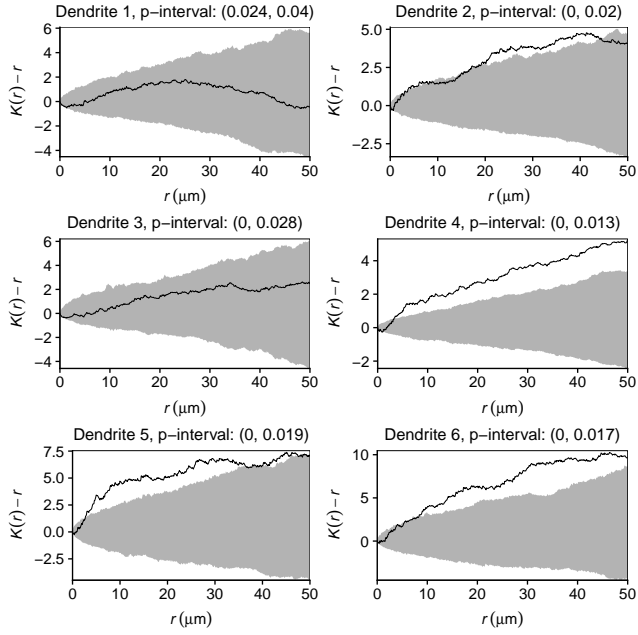 Dendrite 1, p−interval: (0.024, 0.04)
6
4
2
0
−2
−4
K(r) − r
0 10 20 30 40 50
r (μm)
Dendrite 2, p−interval: (0, 0.02)
5.0
2.5
0.0
−2.5
K(r) − r
0 10 20 30 40 50
r (μm)
Dendrite 3, p−interval: (0, 0.028)
6
4
2
0
−2
−4
K(r) − r
0 10 20 30 40 50
r (μm)
Dendrite 4, p−interval: (0, 0.013)
4
2
0
−2
K(r) − r
0 10 20 30 40 50
r (μm)
Dendrite 5, p−interval: (0, 0.019)
7.5
5.0
2.5
0.0
−2.5
K(r) − r
0 10 20 30 40 50
r (μm)
Dendrite 6, p−interval: (0, 0.017)
10
5
0
K(r) − r
0 10 20 30 40 50
r (μm)